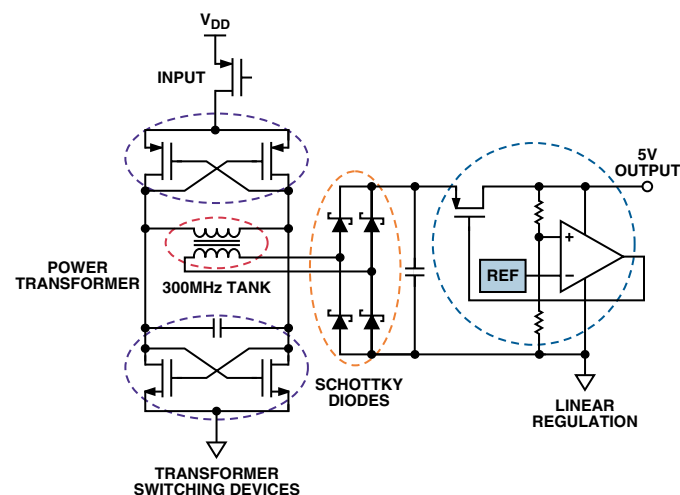 VDD
INPUT
5V
OUTPUT
+
REF
−
POWER
TRANSFORMER
300MHz TANK
SCHOTTKY
DIODES
LINEAR
REGULATION
TRANSFORMER
SWITCHING DEVICES